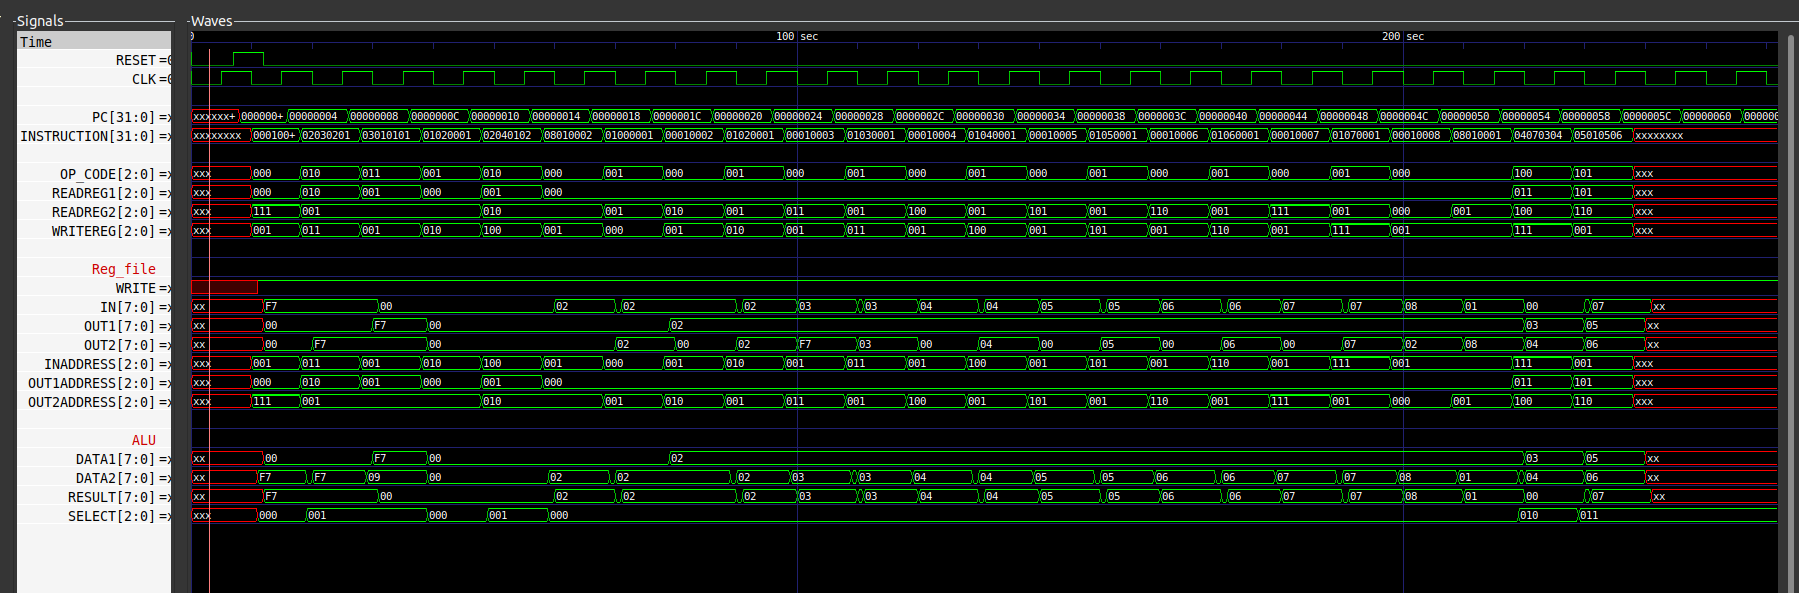 Signals Waves
Time 0 100 sec 200 sec
RESET =0
CLK =0
PC[31:0] =x xxxxxx+ 000000+ 00000004 00000008 0000000C 00000010 00000014 00000018 0000001C 00000020 00000024 00000028 0000002C 00000030 00000034 00000038 0000003C 00000040 00000044 00000048 0000004C 00000050 00000054 00000058 0000005C 00000060 00000
INSTRUCTION[31:0] =x xxxxxxxx 000100+ 02030201 03010101 01020001 02040102 08010002 01000001 00010002 01020001 00010003 01030001 00010004 01040001 00010005 01050001 00010006 01060001 00010007 01070001 00010008 08010001 04070304 05010506 xxxxxxxx
OP_CODE[2:0] =x xxx 000 010 011 001 010 000 001 000 001 000 001 000 001 000 001 000 001 000 001 000 100 101 xxx
READREG1[2:0] =x xxx 000 010 001 000 001 000 011 101 xxx
READREG2[2:0] =x xxx 111 001 010 001 010 001 011 001 100 001 101 001 110 001 111 001 000 001 100 110 xxx
WRITEREG[2:0] =x xxx 001 011 001 010 100 001 000 001 010 001 011 001 100 001 101 001 110 001 111 001 111 001 xxx
Reg_file
WRITE =x
IN[7:0] =x xx F7 00 02 02 02 03 03 04 04 05 05 06 06 07 07 08 01 00 07 xx
OUT1[7:0] =x xx 00 F7 00 02 03 05 xx
OUT2[7:0] =x xx 00 F7 00 02 00 02 F7 03 00 04 00 05 00 06 00 07 02 08 04 06 xx
INADDRESS[2:0] =x xxx 001 011 001 010 100 001 000 001 010 001 011 001 100 001 101 001 110 001 111 001 111 001 xxx
OUT1ADDRESS[2:0] =x xxx 000 010 001 000 001 000 011 101 xxx
OUT2ADDRESS[2:0] =x xxx 111 001 010 001 010 001 011 001 100 001 101 001 110 001 111 001 000 001 100 110 xxx
ALU
DATA1[7:0] =x xx 00 F7 00 02 03 05 xx
DATA2[7:0] =x xx F7 F7 09 00 02 02 02 03 03 04 04 05 05 06 06 07 07 08 01 04 06 xx
RESULT[7:0] =x xx F7 00 02 02 02 03 03 04 04 05 05 06 06 07 07 08 01 00 07 xx
SELECT[2:0] =x xxx 000 001 000 001 000 010 011